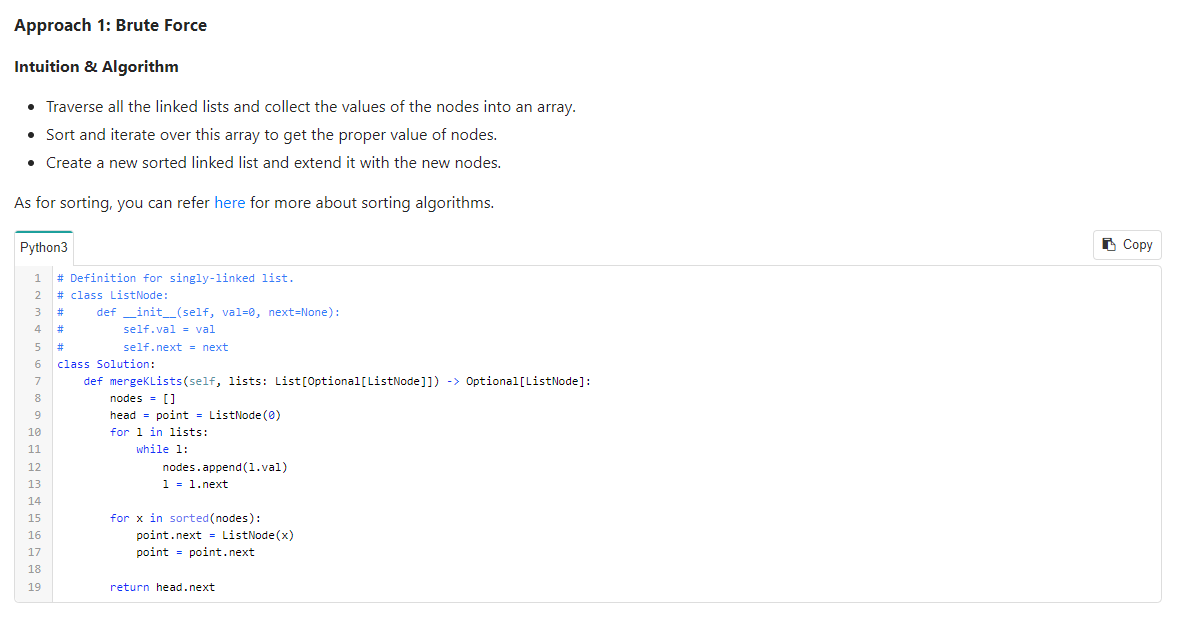 Approach 1: Brute Force
Intuition & Algorithm
• Traverse all the linked lists and collect the values of the nodes into an array.
• Sort and iterate over this array to get the proper value of nodes.
• Create a new sorted linked list and extend it with the new nodes.
As for sorting, you can refer here for more about sorting algorithms.
Python3
Copy
1 # Definition for singly-linked list.
2 # class ListNode:
3 #     def __init__(self, val=0, next=None):
4 #         self.val = val
5 #         self.next = next
6 class Solution:
7     def mergeKLists(self, lists: List[Optional[ListNode]]) -> Optional[ListNode]:
8         nodes = []
9         head = point = ListNode(0)
10         for l in lists:
11             while l:
12                 nodes.append(l.val)
13                 l = l.next
14
15         for x in sorted(nodes):
16             point.next = ListNode(x)
17             point = point.next
18
19         return head.next